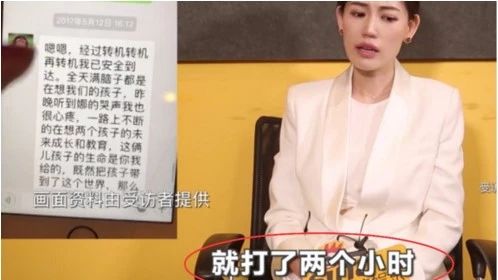 2017年5月12日 16:12
嗯嗯，经过转机转机
再转机我已安全到
达。全天满脑子都是
在想我们的孩子，昨
晚听到娜的哭声我也
很心疼，一路上不断
的在想两个孩子的未
来成长和教育，这俩
儿孩子的生命是你我
给的，既然把孩子带
到了这个世界，那么
画面资料由受访者提供
受访
就打了两个小时